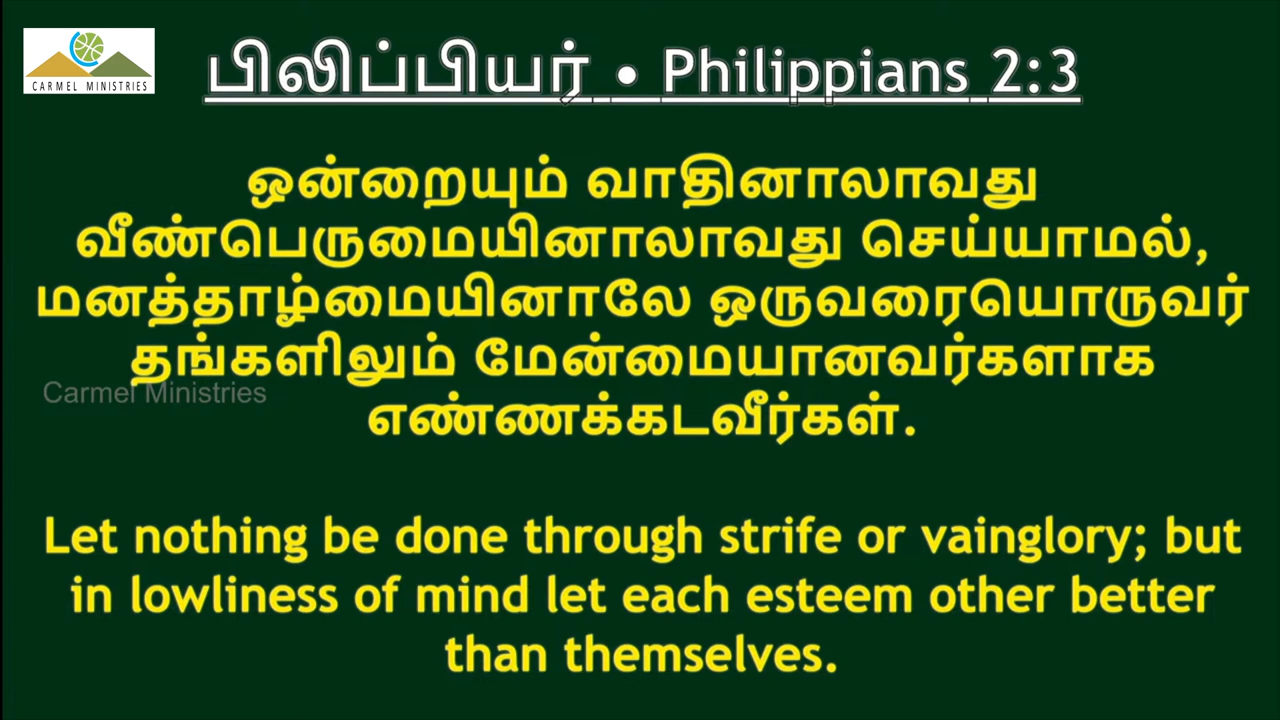 CARMEL MINISTRIES
பிலிப்பியர் • Philippians 2:3
ஒன்றையும் வாதினாலாவது
வீண்பெருமையினாலாவது செய்யாமல்,
மனத்தாழ்மையினாலே ஒருவரையொருவர்
தங்களிலும் மேன்மையானவர்களாக
Carmel Ministries
எண்ணக்கடவீர்கள்.
Let nothing be done through strife or vainglory; but
in lowliness of mind let each esteem other better
than themselves.